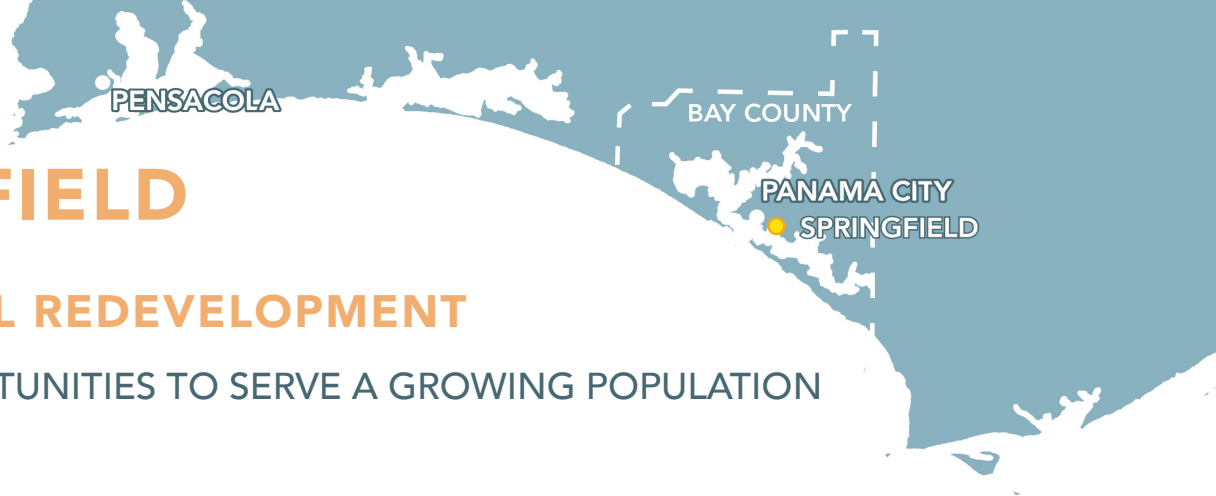 PENSACOLA
BAY COUNTY
FIELD
PANAMA CITY
SPRINGFIELD
L REDEVELOPMENT
TUNITIES TO SERVE A GROWING POPULATION